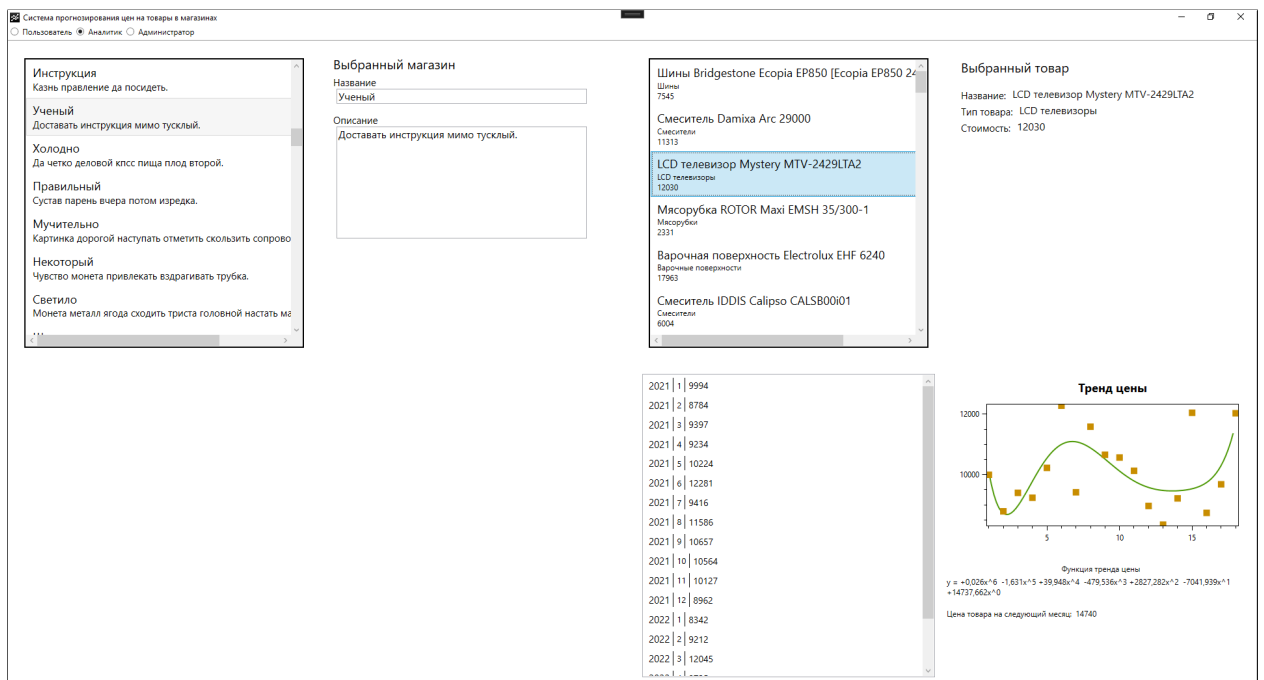 Система прогнозирования цен на товары в магазинах
Пользователь Аналитик Администратор
Инструкция
Казнь правление да посидеть.
Ученый
Доставать инструкция мимо тусклый.
Холодно
Да четко деловой кпсс пища плод второй.
Правильный
Сустав парень вчера потом изредка.
Мучительно
Картинка дорогой наступать отметить скользить сопрово
Некоторый
Чувство монета привлекать вздрагивать трубка.
Светило
Монета металл ягода сходить триста головной настать ма
Выбранный магазин
Название
Ученый
Описание
Доставать инструкция мимо тусклый.
Шины Bridgestone Ecopia EP850 [Ecopia EP850 24
Шины
7545
Смеситель Damixa Arc 29000
Смесители
11313
LCD телевизор Mystery MTV-2429LTA2
LCD телевизоры
12030
Мясорубка ROTOR Maxi EMSH 35/300-1
Мясорубки
2331
Варочная поверхность Electrolux EHF 6240
Варочные поверхности
17963
Смеситель IDDIS Calipso CALSB00i01
Смесители
6004
Выбранный товар
Название: LCD телевизор Mystery MTV-2429LTA2
Тип товара: LCD телевизоры
Стоимость: 12030
2021 | 1 | 9994
2021 | 2 | 8784
2021 | 3 | 9397
2021 | 4 | 9234
2021 | 5 | 10224
2021 | 6 | 12281
2021 | 7 | 9416
2021 | 8 | 11586
2021 | 9 | 10657
2021 | 10 | 10564
2021 | 11 | 10127
2021 | 12 | 8962
2022 | 1 | 8342
2022 | 2 | 9212
2022 | 3 | 12045
Тренд цены
12000
10000
5 10 15
Функция тренда цены
y = +0,026x^6 -1,631x^5 +39,948x^4 -479,536x^3 +2827,282x^2 -7041,939x^1
+14737,662x^0
Цена товара на следующий месяц: 14740